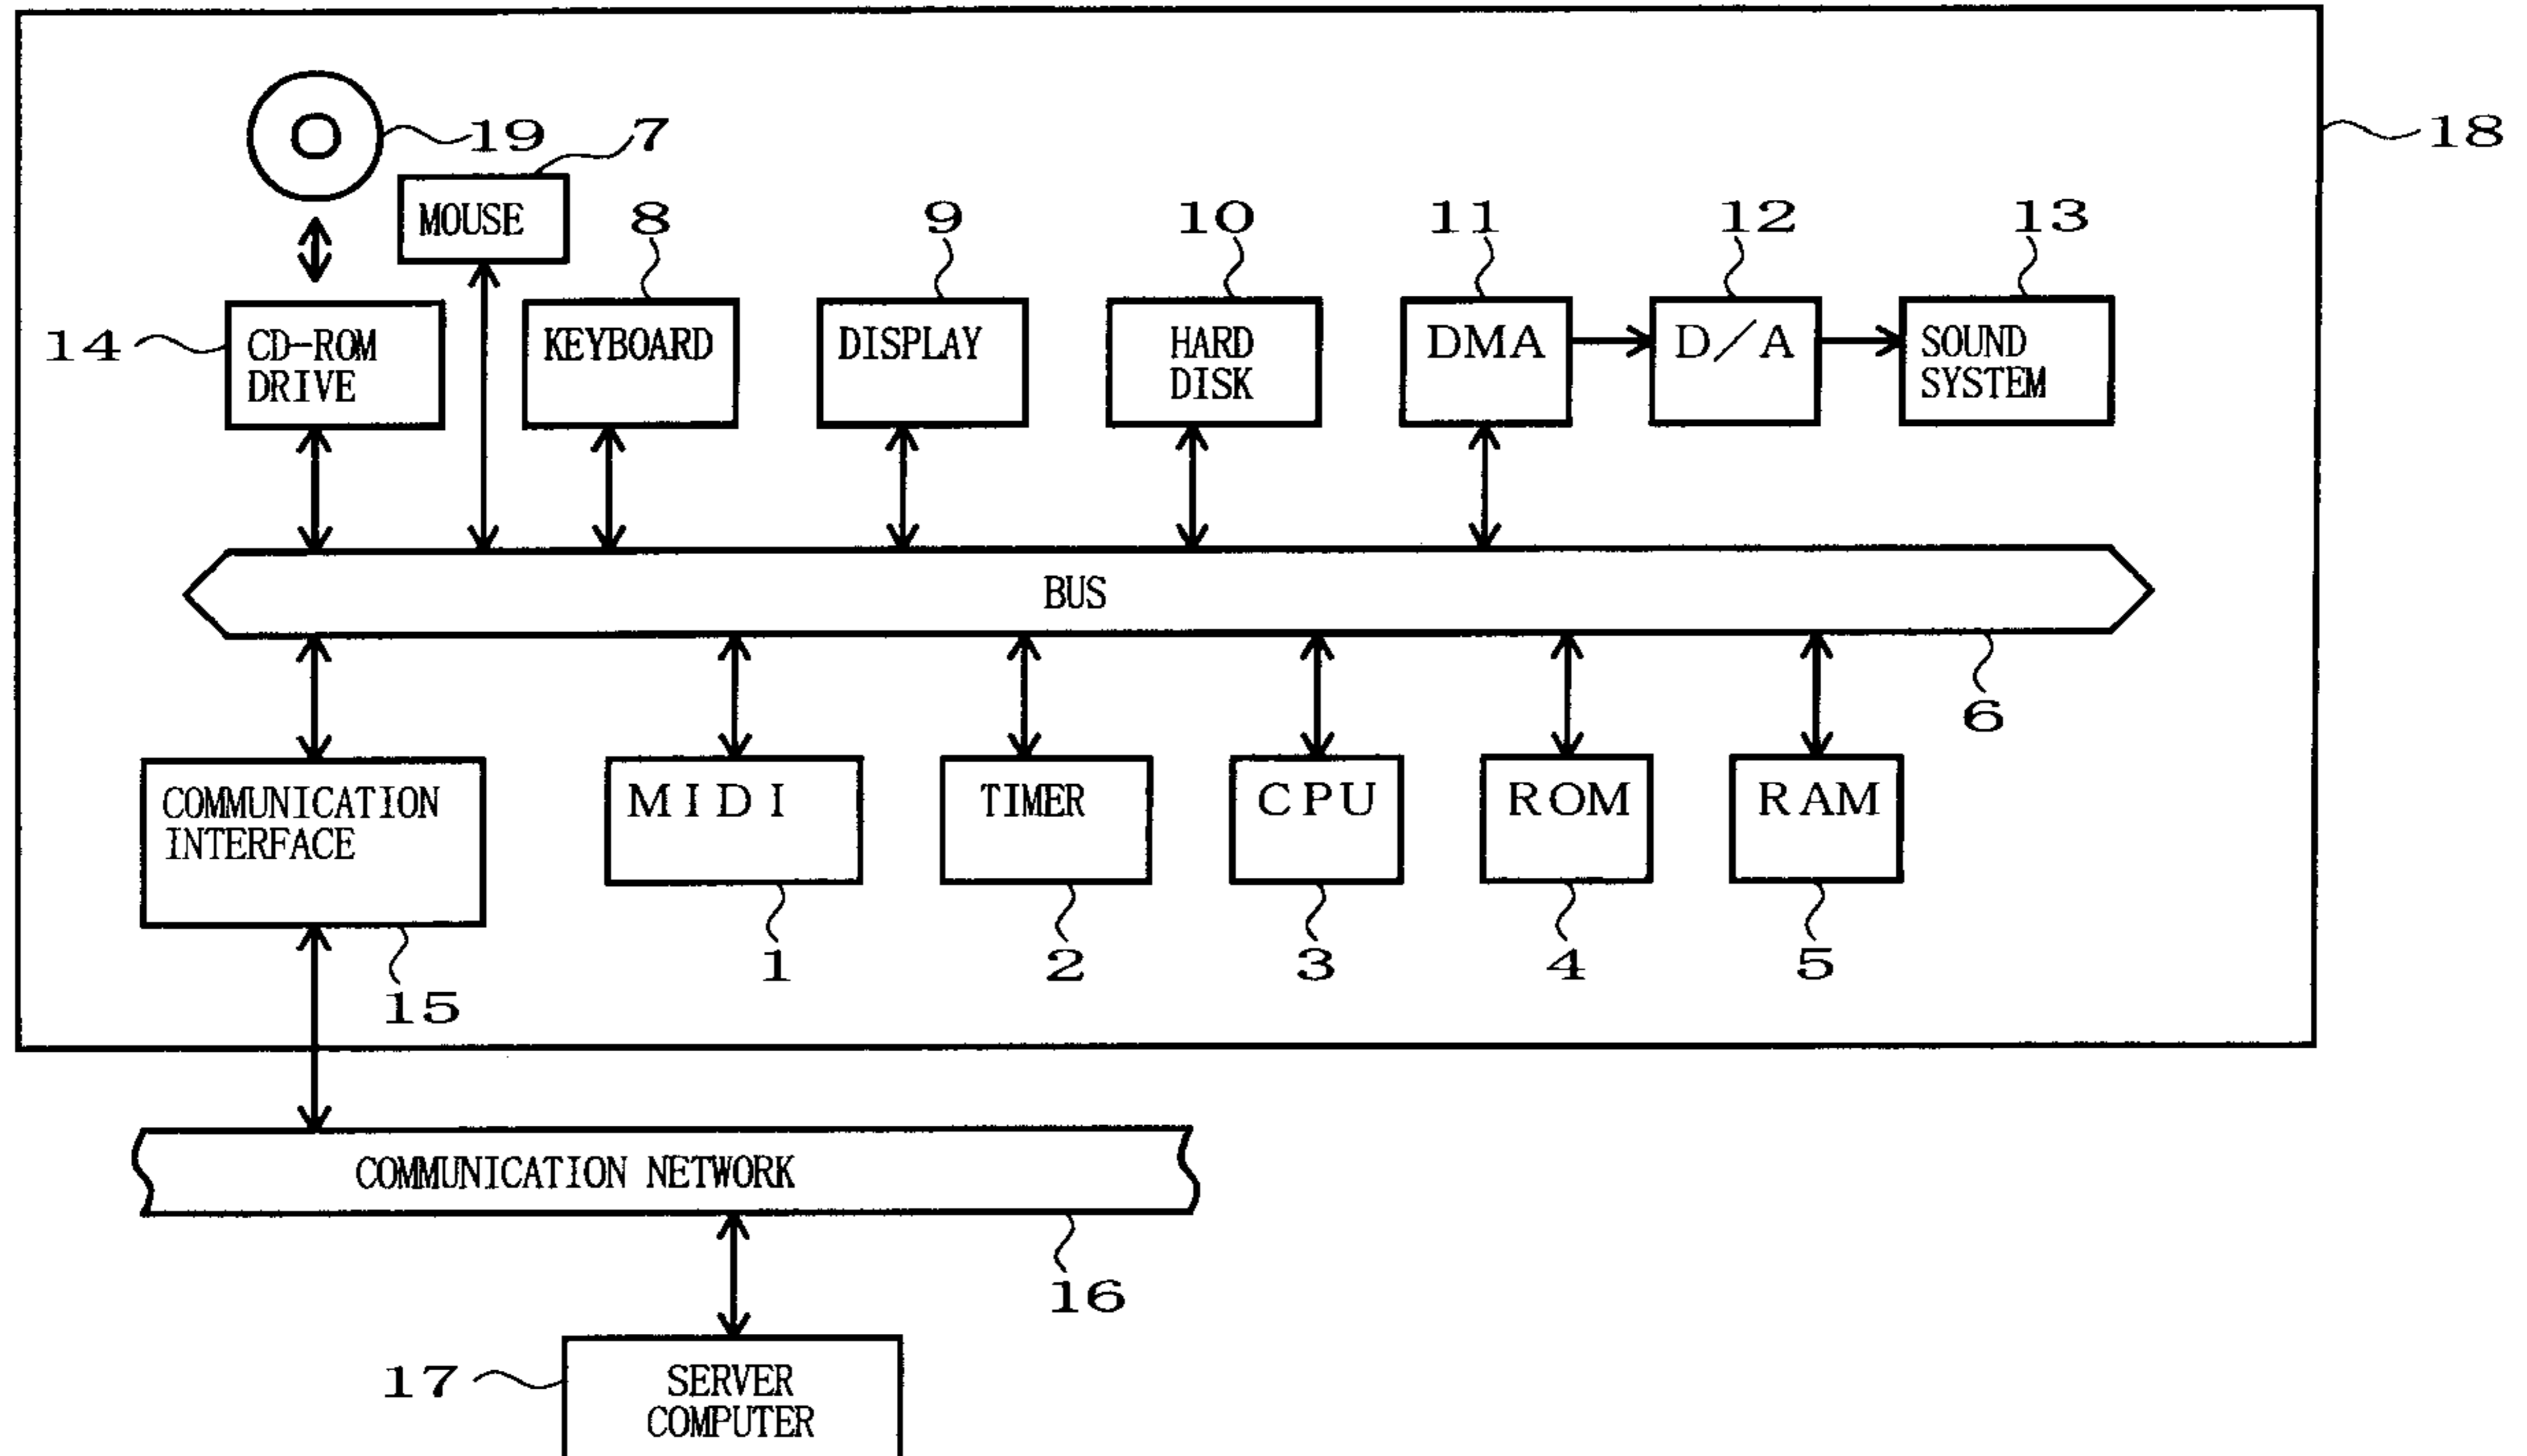 19
7
18
MOUSE
8
9
10
11
12
13
14
CD-ROM
DRIVE
KEYBOARD
DISPLAY
HARD
DISK
DMA
D/A
SOUND
SYSTEM
BUS
6
COMMUNICATION
INTERFACE
MIDI
TIMER
CPU
ROM
RAM
1
2
3
4
5
15
COMMUNICATION NETWORK
16
17
SERVER
COMPUTER